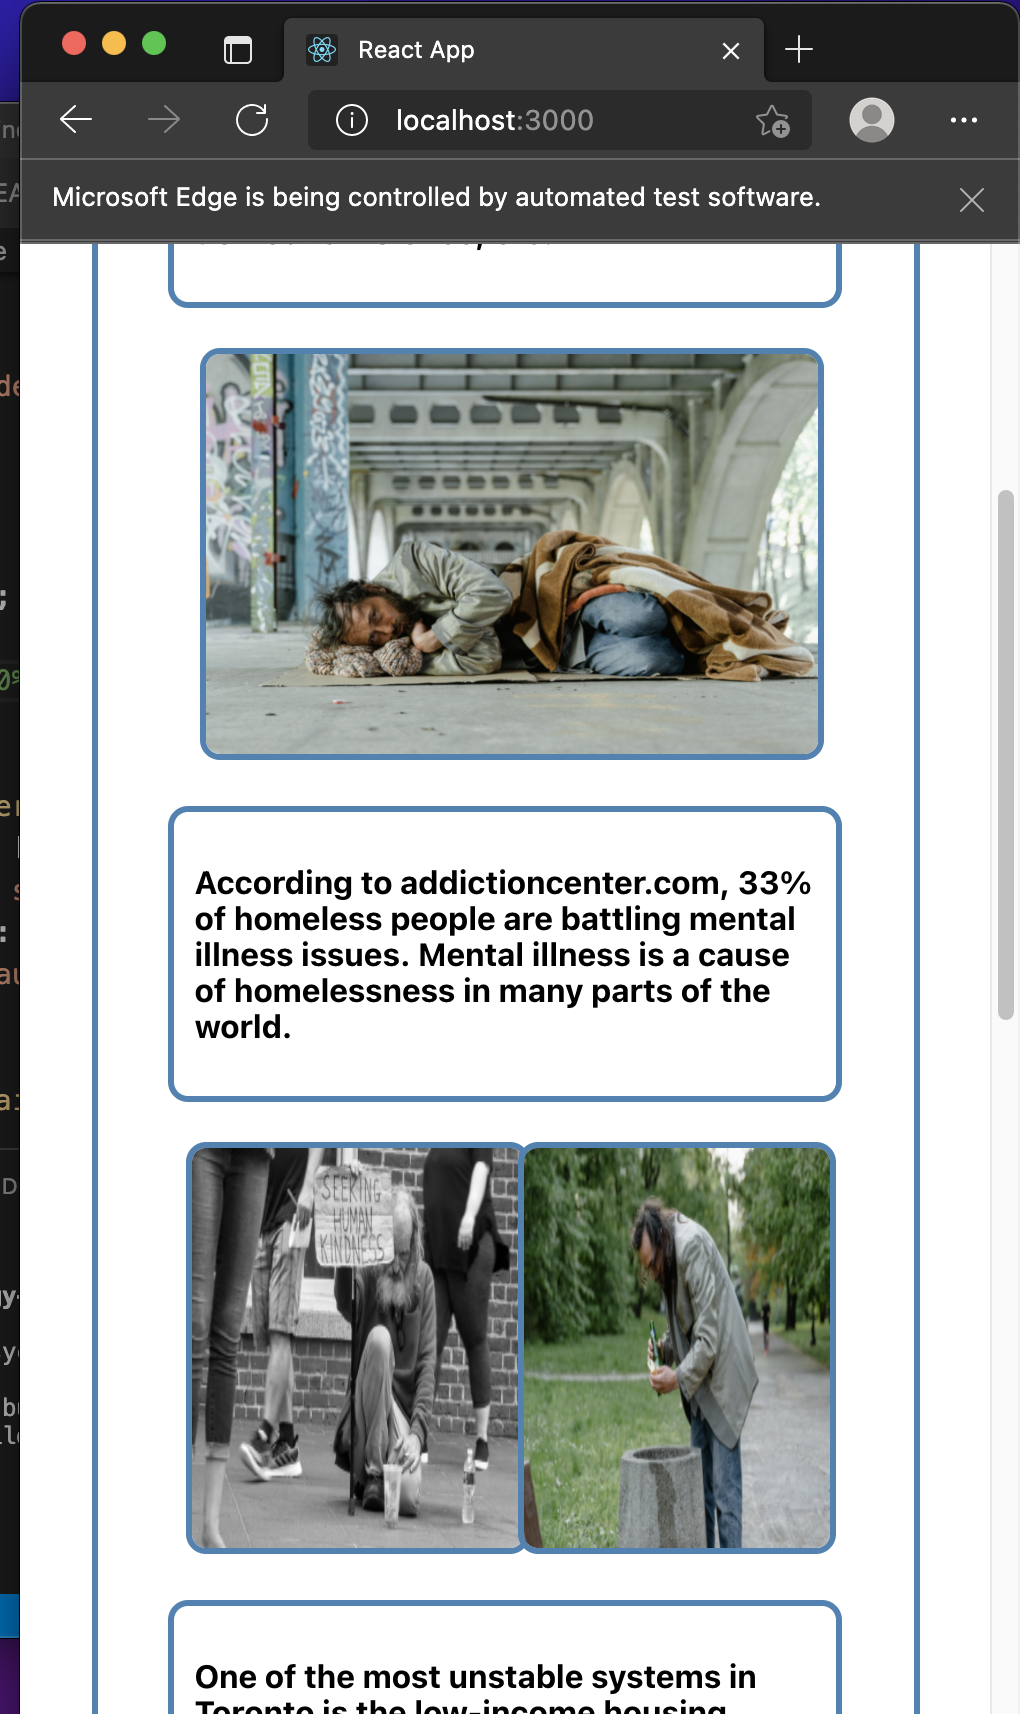 React App
localhost:3000
Microsoft Edge is being controlled by automated test software.
According to addictioncenter.com, 33%
of homeless people are battling mental
illness issues. Mental illness is a cause
of homelessness in many parts of the
world.
SEEKING
HUMAN
KINDNESS
One of the most unstable systems in
Toronto is the low-income housing